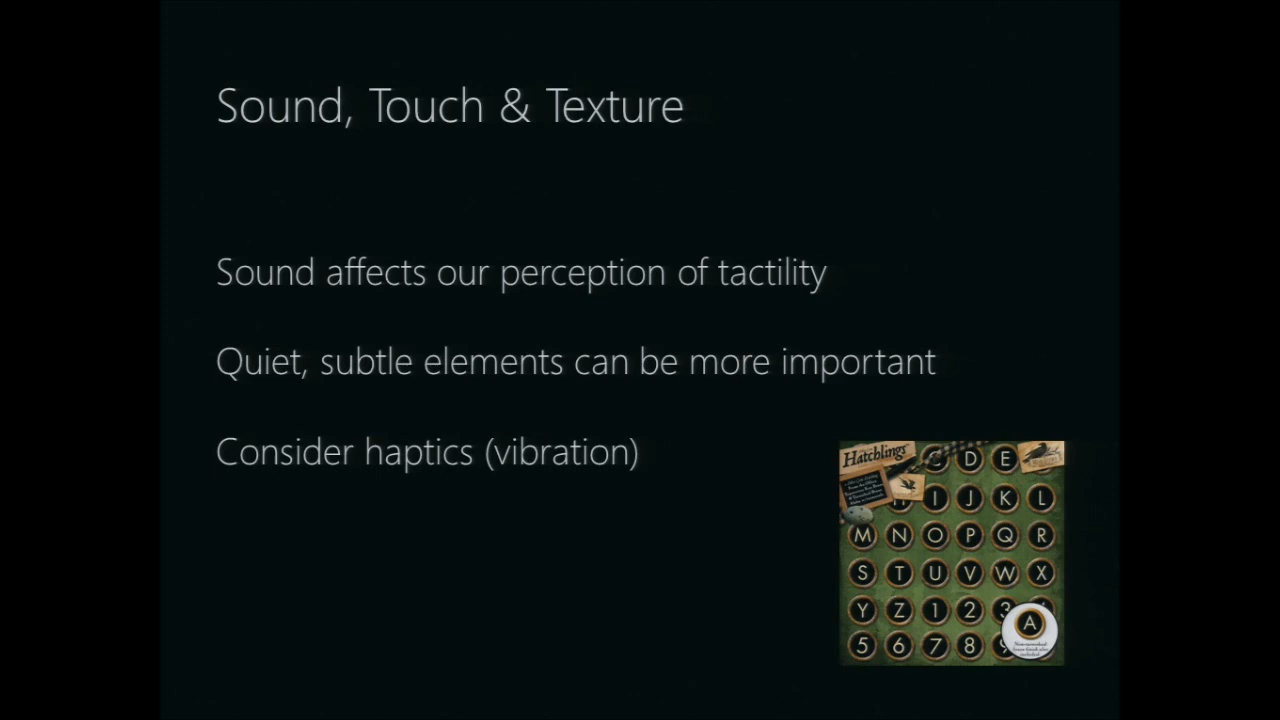 Sound, Touch & Texture
Sound affects our perception of tactility
Quiet, subtle elements can be more important
Consider haptics (vibration)
Hatchlings
G D E
I J K L
M N O P Q R
S T U V W X
Y Z 1 2 3
A
5 6 7 8 9